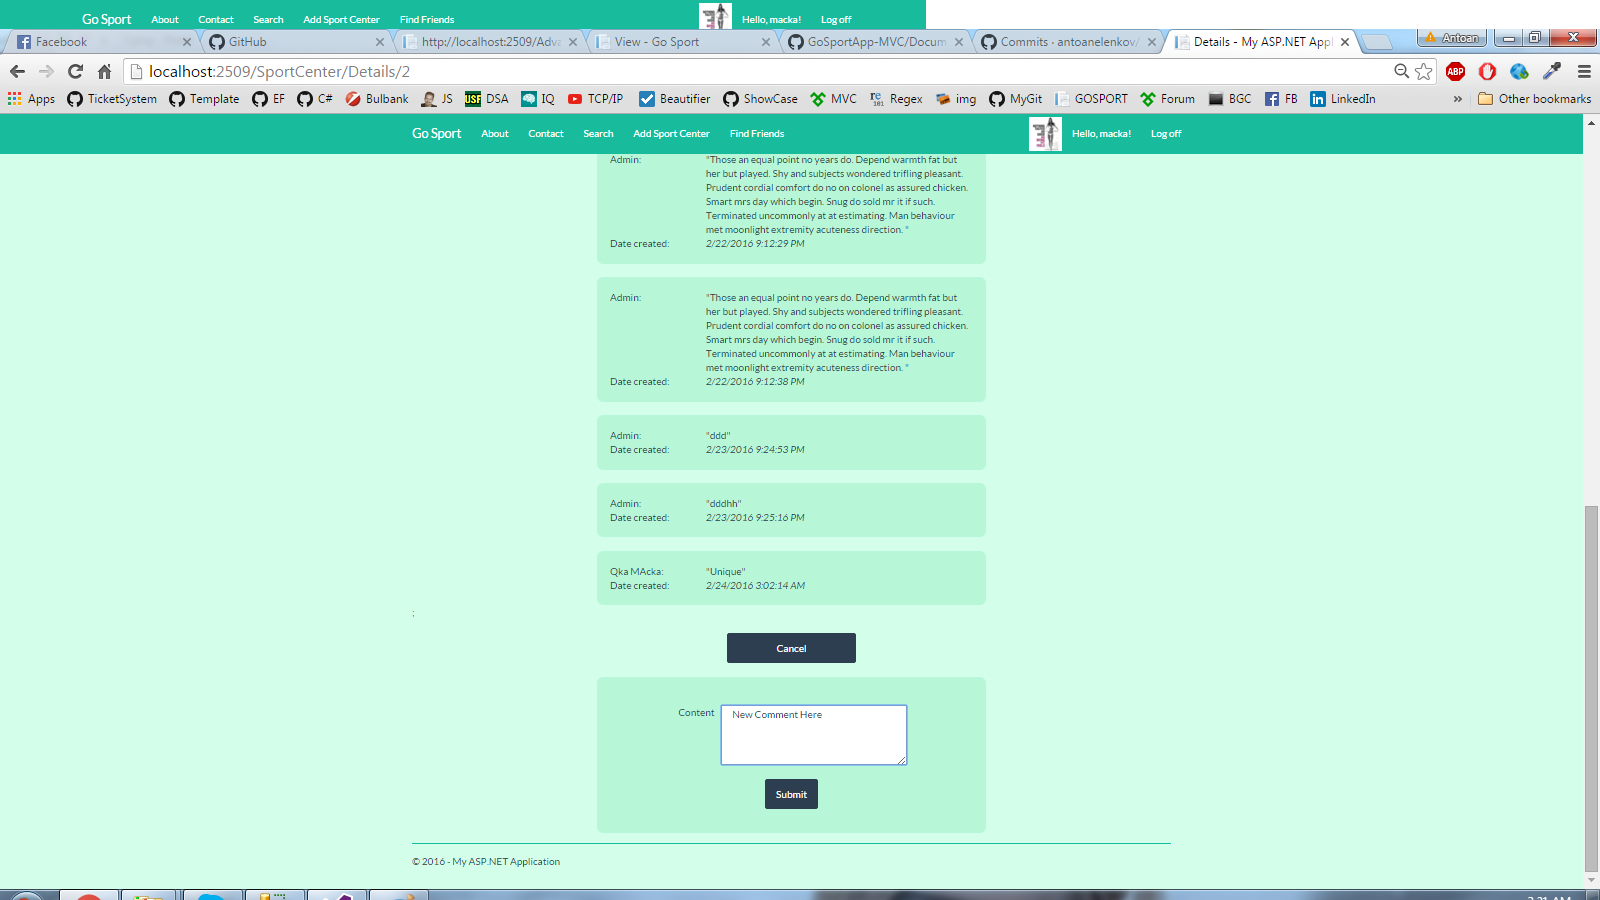 Go Sport About Contact Search Add Sport Center Find Friends Hello, macka! Log off
Facebook GitHub http://localhost:2509/Adva View - Go Sport GoSportApp-MVC/Docum Commits · antoanelenkov/ Details - My ASP.NET Appl Antoan
localhost:2509/SportCenter/Details/2 ABP
Apps TicketSystem Template EF C# Bulbank JS USF DSA IQ TCP/IP Beautifier ShowCase MVC re 101 Regex img MyGit GOSPORT Forum BGC FB LinkedIn » Other bookmarks
Go Sport About Contact Search Add Sport Center Find Friends Hello, macka! Log off
Admin: "Those an equal point no years do. Depend warmth fat but
her but played. Shy and subjects wondered trifling pleasant.
Prudent cordial comfort do no on colonel as assured chicken.
Smart mrs day which begin. Snug do sold mr it if such.
Terminated uncommonly at at estimating. Man behaviour
met moonlight extremity acuteness direction. "
Date created: 2/22/2016 9:12:29 PM
Admin: "Those an equal point no years do. Depend warmth fat but
her but played. Shy and subjects wondered trifling pleasant.
Prudent cordial comfort do no on colonel as assured chicken.
Smart mrs day which begin. Snug do sold mr it if such.
Terminated uncommonly at at estimating. Man behaviour
met moonlight extremity acuteness direction. "
Date created: 2/22/2016 9:12:38 PM
Admin: "ddd"
Date created: 2/23/2016 9:24:53 PM
Admin: "dddhh"
Date created: 2/23/2016 9:25:16 PM
Qka MAcka: "Unique"
Date created: 2/24/2016 3:02:14 AM
;
Cancel
Content New Comment Here
Submit
© 2016 - My ASP.NET Application